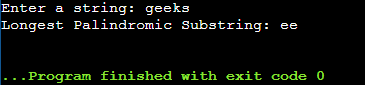 Enter a string: geeks
Longest Palindromic Substring: ee
...Program finished with exit code 0